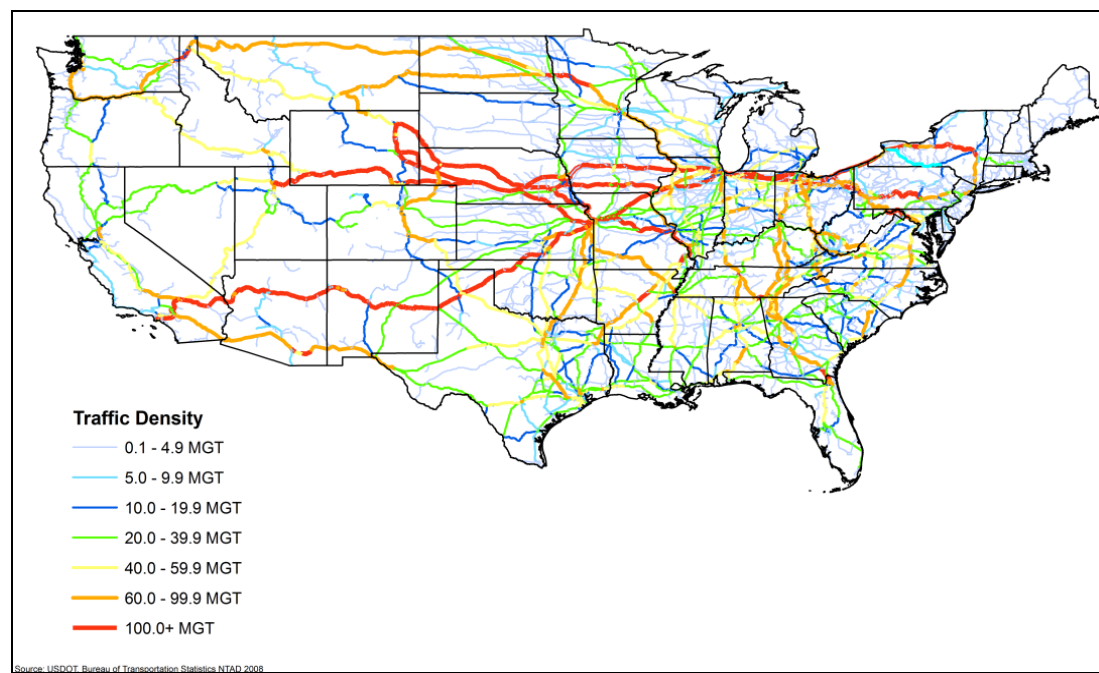 Traffic Density
0.1 - 4.9 MGT
5.0 - 9.9 MGT
10.0 - 19.9 MGT
20.0 - 39.9 MGT
40.0 - 59.9 MGT
60.0 - 99.9 MGT
100.0+ MGT
Source: USDOT, Bureau of Transportation Statistics NTAD 2008